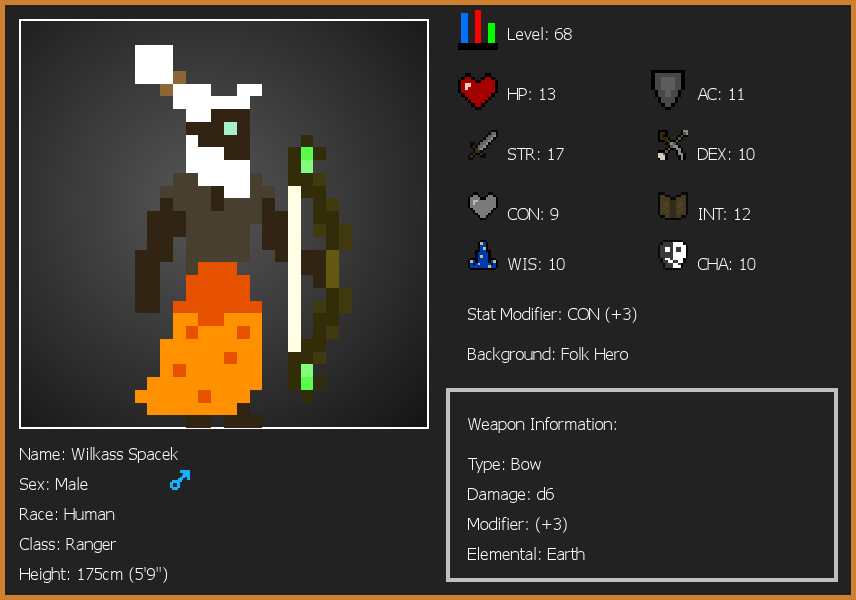 Level: 68
HP: 13
AC: 11
STR: 17
DEX: 10
CON: 9
INT: 12
WIS: 10
CHA: 10
Stat Modifier: CON (+3)
Background: Folk Hero
Weapon Information:
Type: Bow
Damage: d6
Modifier: (+3)
Elemental: Earth
Name: Wilkass Spacek
Sex: Male
Race: Human
Class: Ranger
Height: 175cm (5'9")